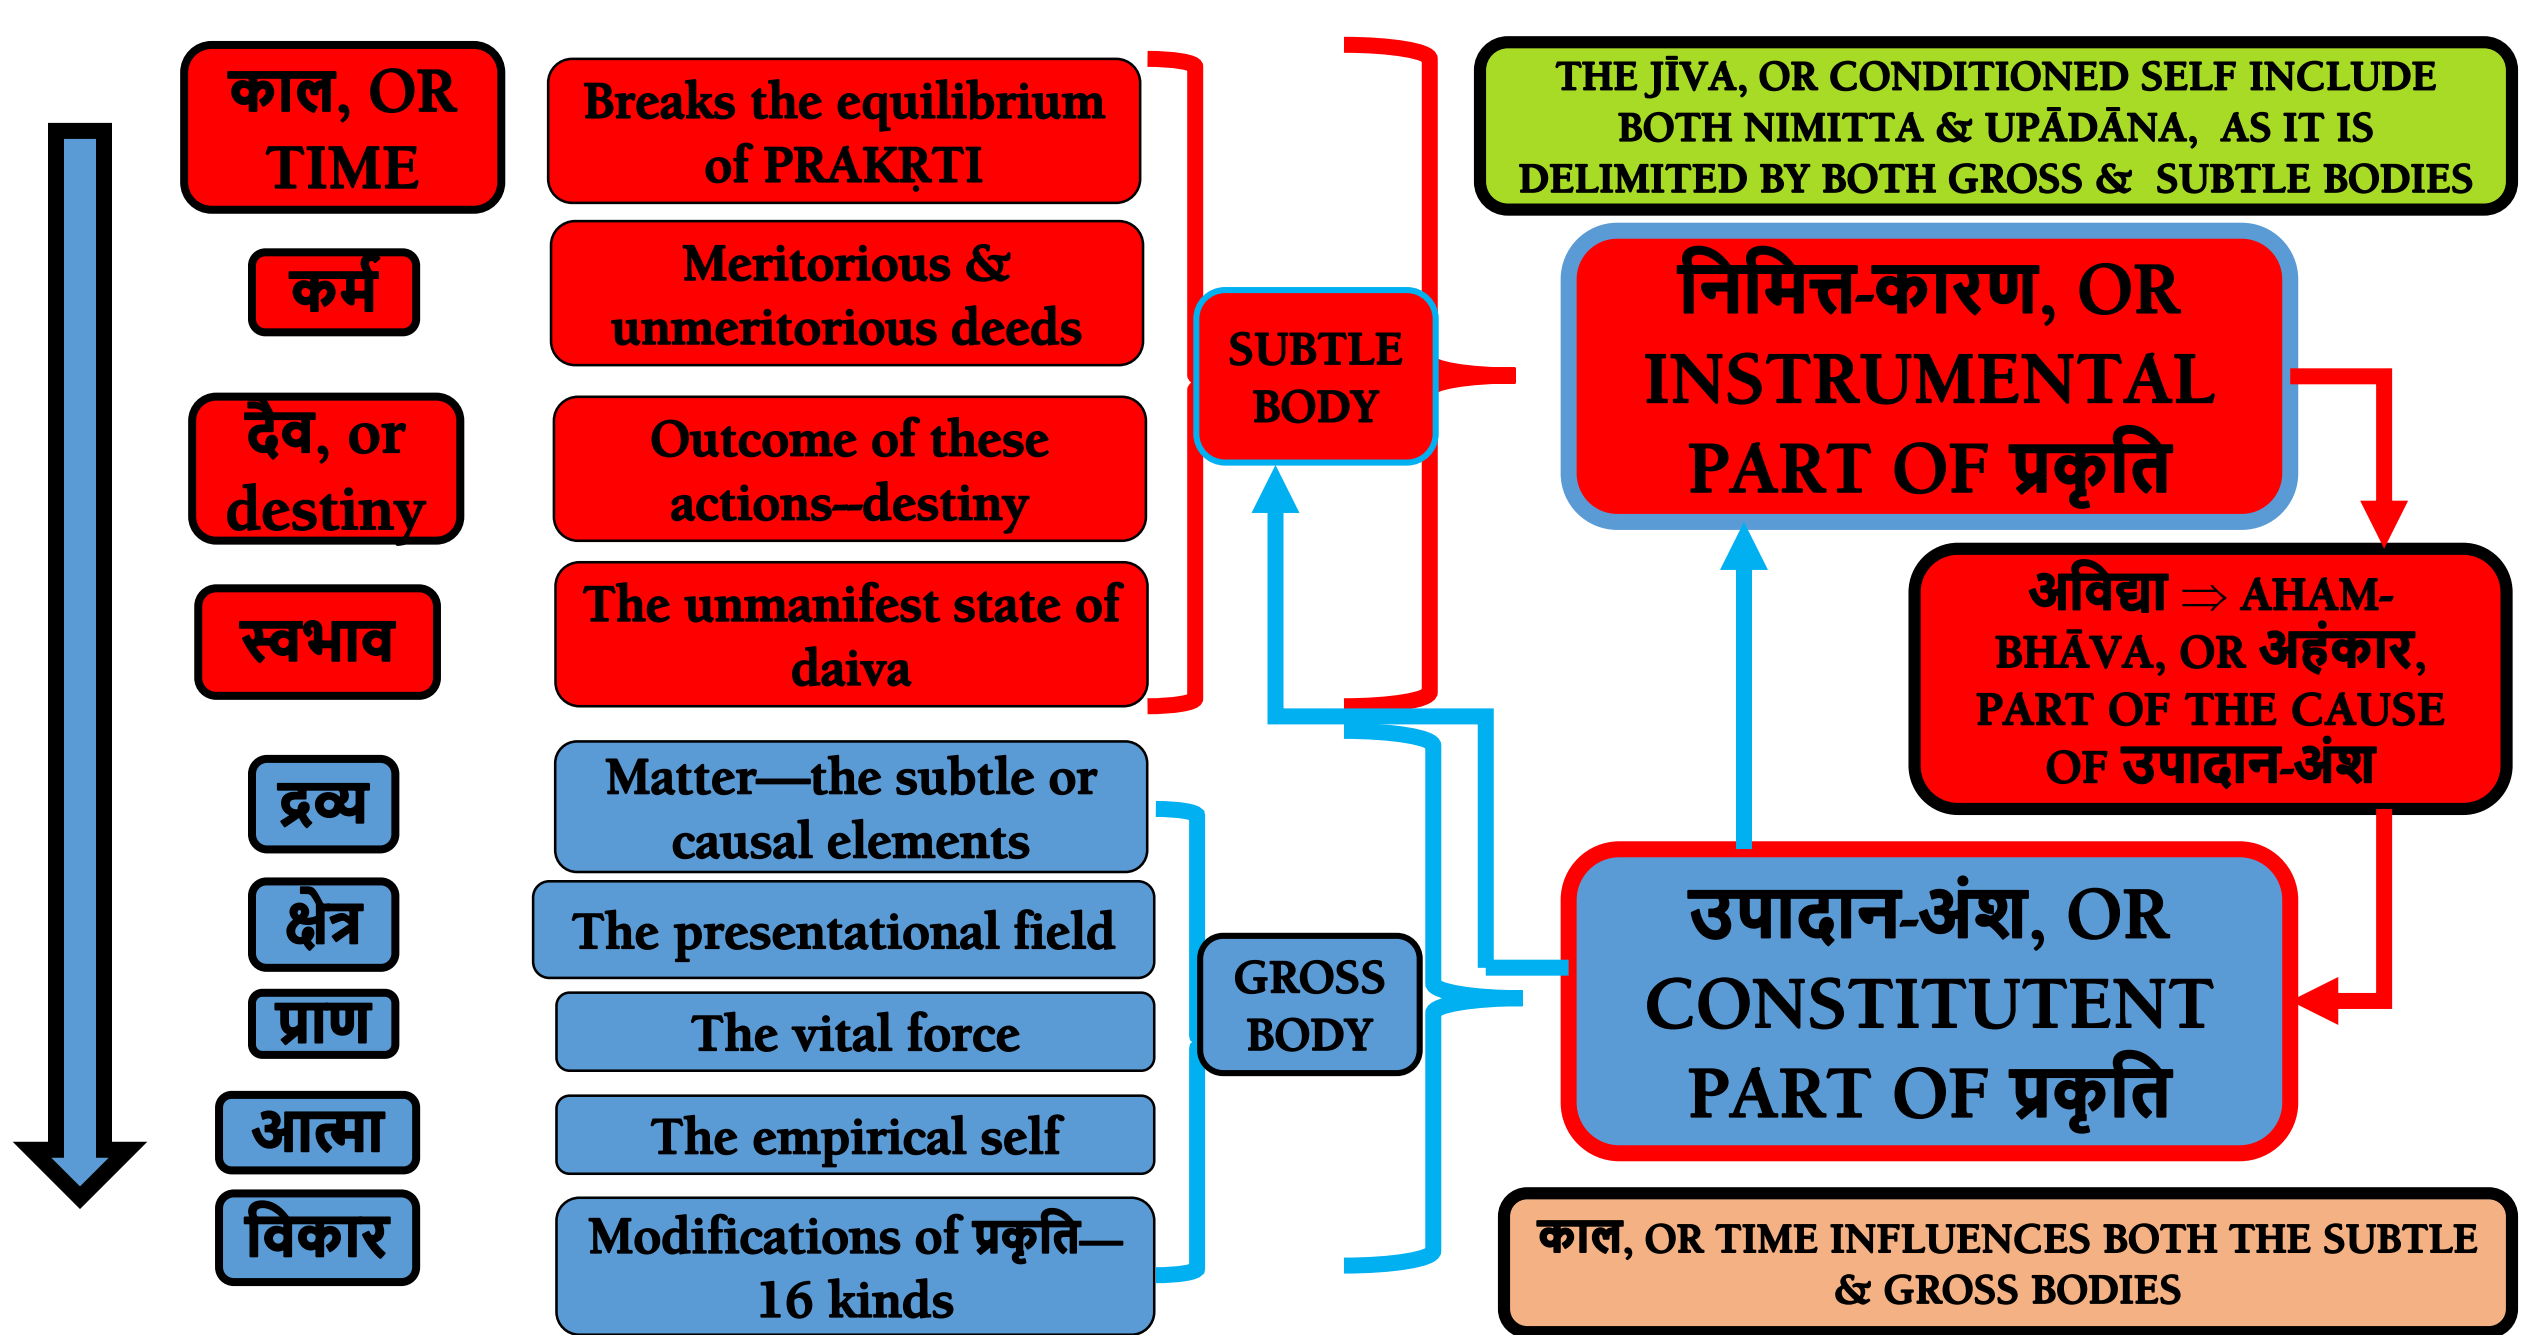 काल, OR
TIME
Breaks the equilibrium
of PRAKṚTI
कर्म
Meritorious &
unmeritorious deeds
दैव, or
destiny
Outcome of these
actions–destiny
स्वभाव
The unmanifest state of
daiva
SUBTLE
BODY
द्रव्य
Matter—the subtle or
causal elements
क्षेत्र
The presentational field
प्राण
The vital force
आत्मा
The empirical self
विकार
Modifications of प्रकृति—
16 kinds
GROSS
BODY
THE JĪVA, OR CONDITIONED SELF INCLUDE
BOTH NIMITTA & UPĀDĀNA, AS IT IS
DELIMITED BY BOTH GROSS & SUBTLE BODIES
निमित्त-कारण, OR
INSTRUMENTAL
PART OF प्रकृति
अविद्या ⇒ AHAM-
BHĀVA, OR अहंकार,
PART OF THE CAUSE
OF उपादान-अंश
उपादान-अंश, OR
CONSTITUTENT
PART OF प्रकृति
काल, OR TIME INFLUENCES BOTH THE SUBTLE
& GROSS BODIES